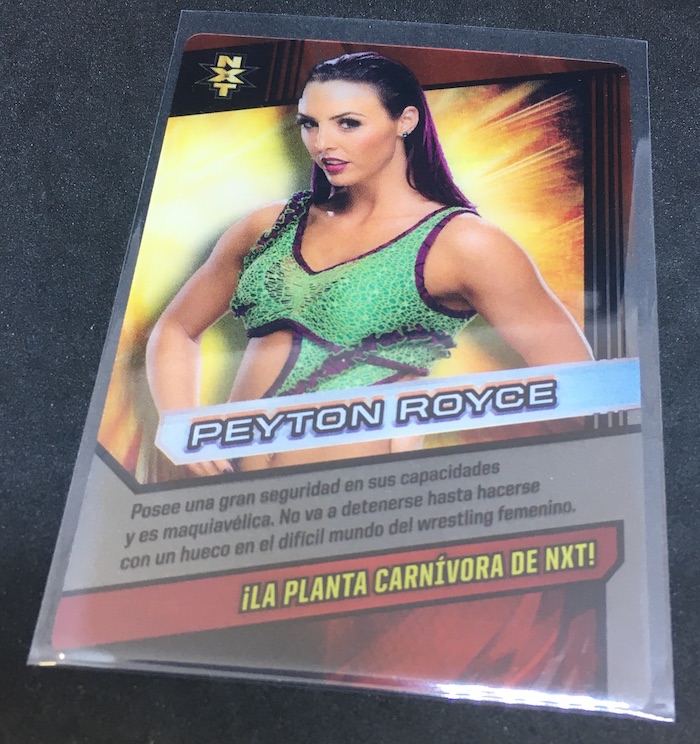 NXT
PEYTON ROYCE
Posee una gran seguridad en sus capacidades
y es maquiavélica. No va a detenerse hasta hacerse
con un hueco en el difícil mundo del wrestling femenino.
¡LA PLANTA CARNÍVORA DE NXT!